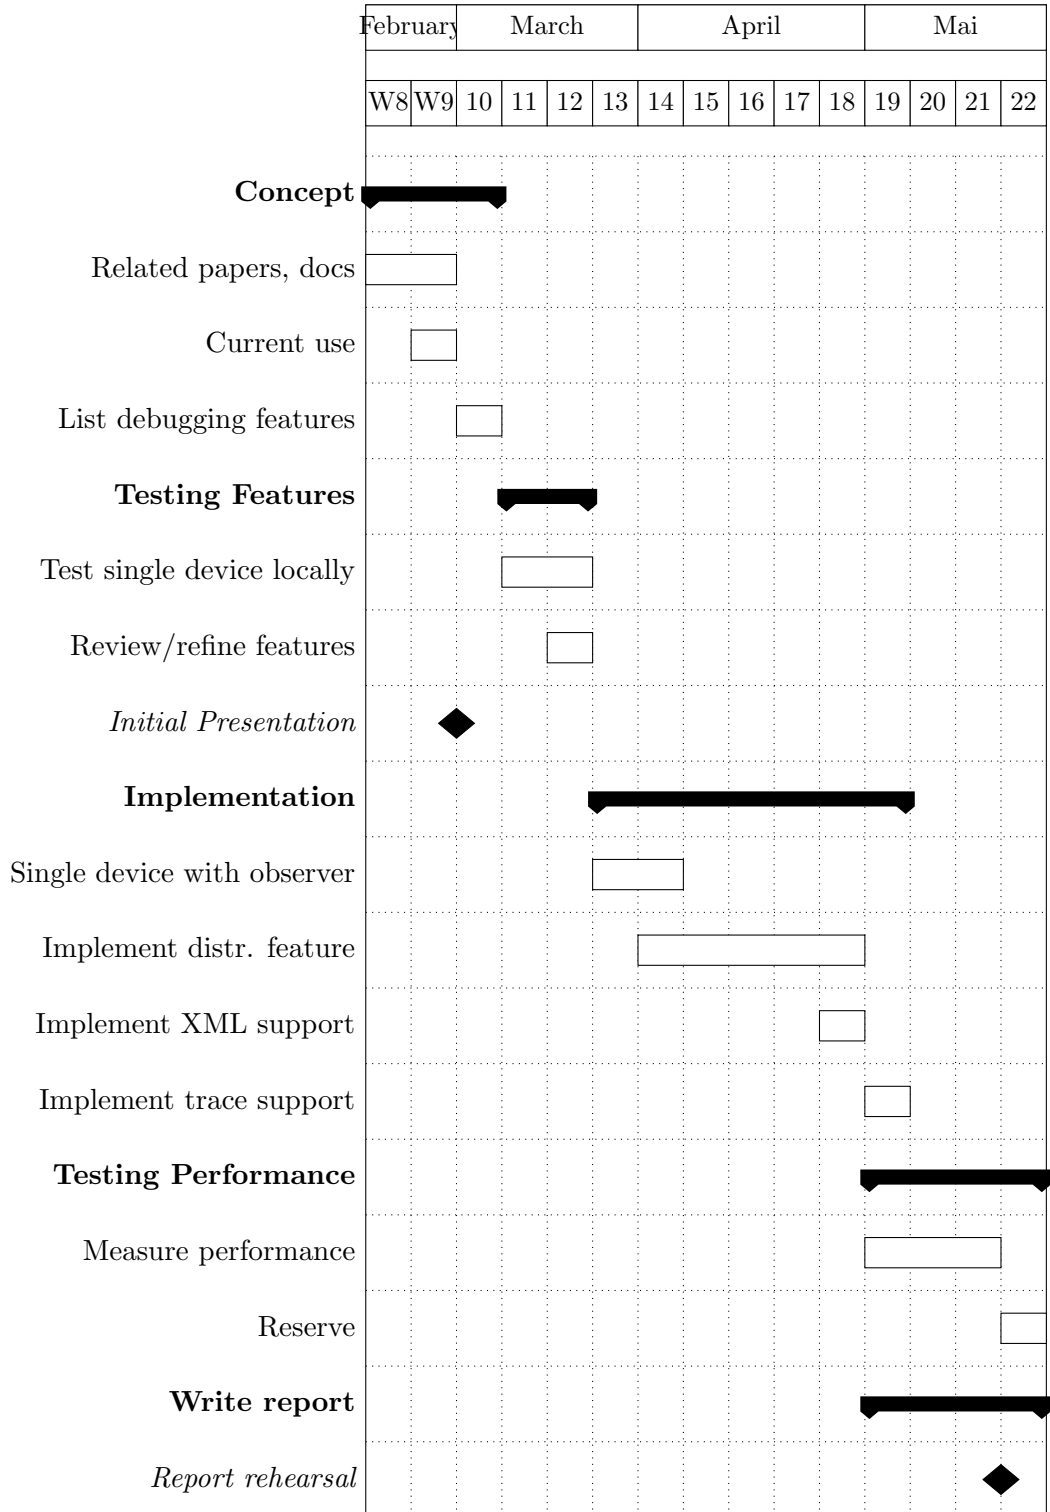 February March April Mai
W8 W9 10 11 12 13 14 15 16 17 18 19 20 21 22
Concept
Related papers, docs
Current use
List debugging features
Testing Features
Test single device locally
Review/refine features
Initial Presentation
Implementation
Single device with observer
Implement distr. feature
Implement XML support
Implement trace support
Testing Performance
Measure performance
Reserve
Write report
Report rehearsal